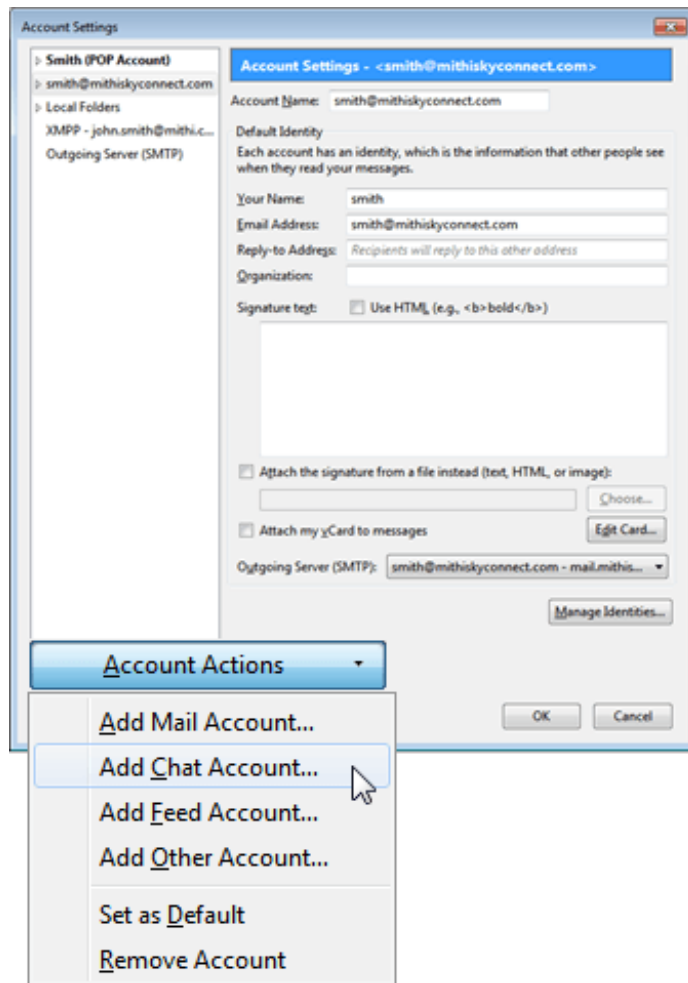 Account Settings
Smith (POP Account)
smith@mithiskyconnect.com
Local Folders
XMPP - john.smith@mithi.c...
Outgoing Server (SMTP)
Account Settings - <smith@mithiskyconnect.com>
Account Name: smith@mithiskyconnect.com
Default Identity
Each account has an identity, which is the information that other people see
when they read your messages.
Your Name: smith
Email Address: smith@mithiskyconnect.com
Reply-to Address: Recipients will reply to this other address
Organization:
Signature text: Use HTML (e.g., <b>bold</b>)
Attach the signature from a file instead (text, HTML, or image):
Choose...
Attach my vCard to messages Edit Card...
Outgoing Server (SMTP): smith@mithiskyconnect.com - mail.mithis...
Manage Identities...
Account Actions
OK Cancel
Add Mail Account...
Add Chat Account...
Add Feed Account...
Add Other Account...
Set as Default
Remove Account